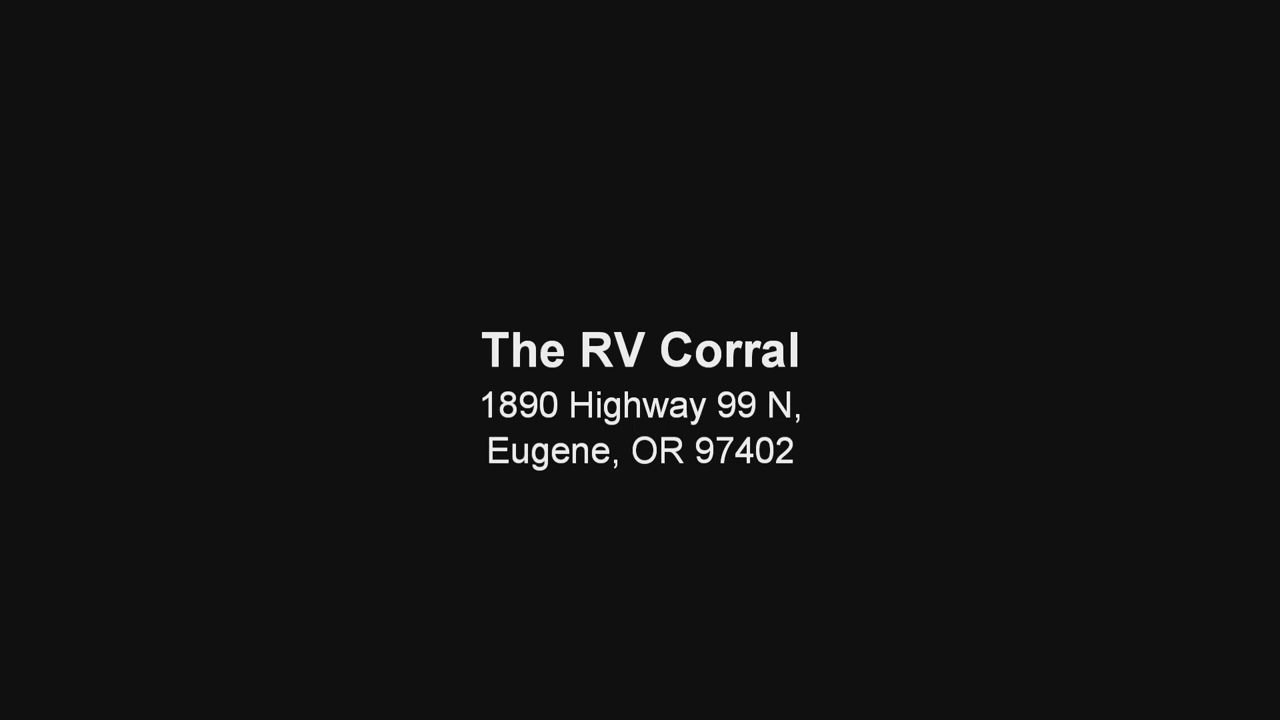 The RV Corral
1890 Highway 99 N,
Eugene, OR 97402